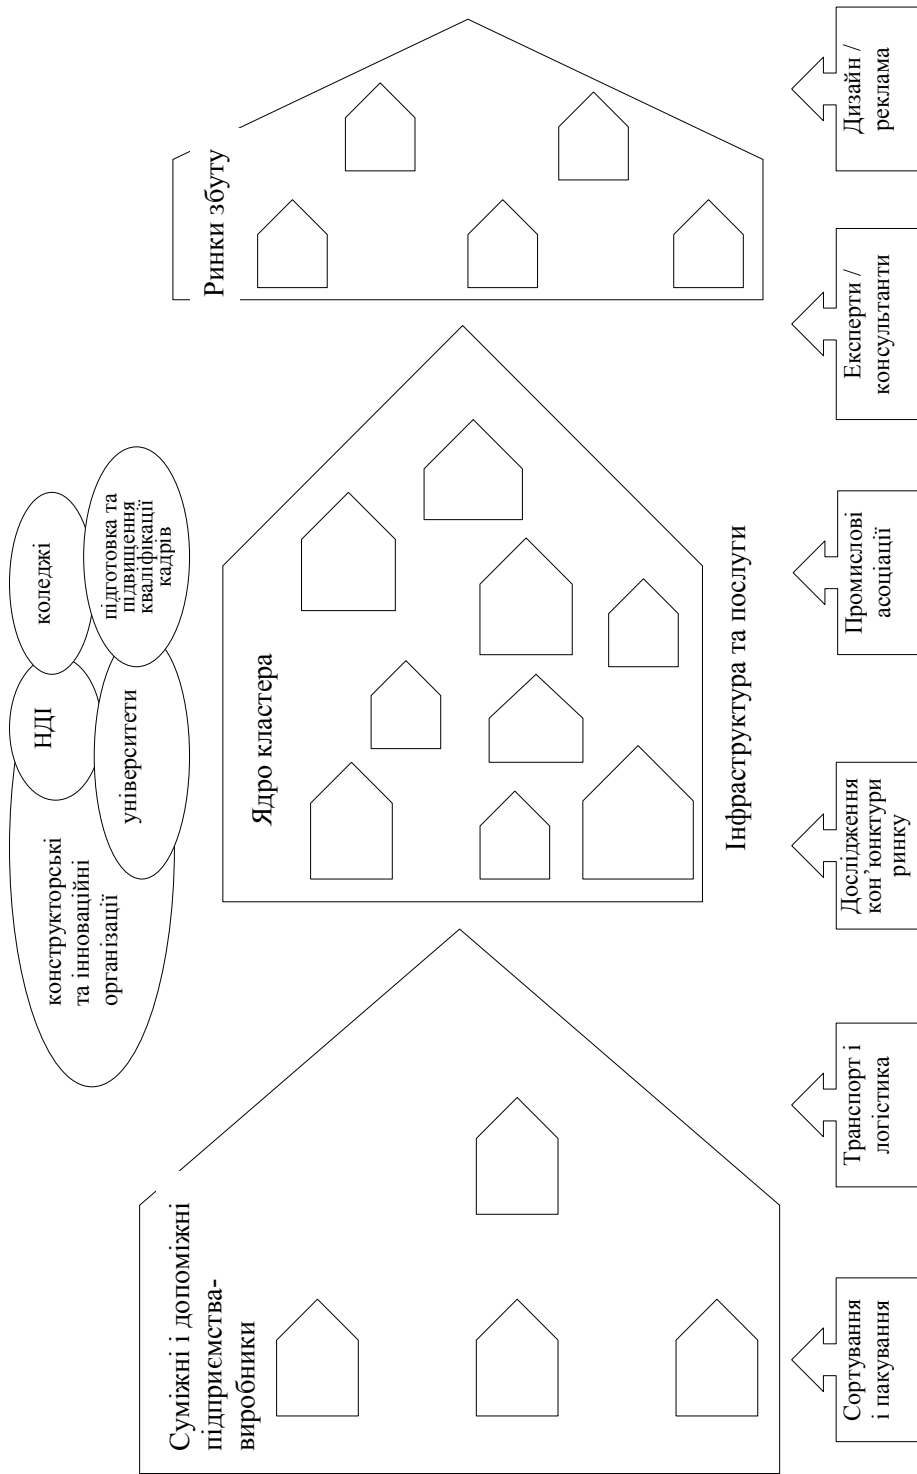 конструкторські
та інноваційні
організації
НДІ
університети
коледжі
підготовка та
підвищення
кваліфікації
кадрів
Суміжні і допоміжні
підприємства-
виробники
Ядро кластера
Ринки збуту
Інфраструктура та послуги
Сортування
і пакування
Транспорт і
логістика
Дослідження
кон’юнктури
ринку
Промислові
асоціації
Експерти /
консультанти
Дизайн /
реклама